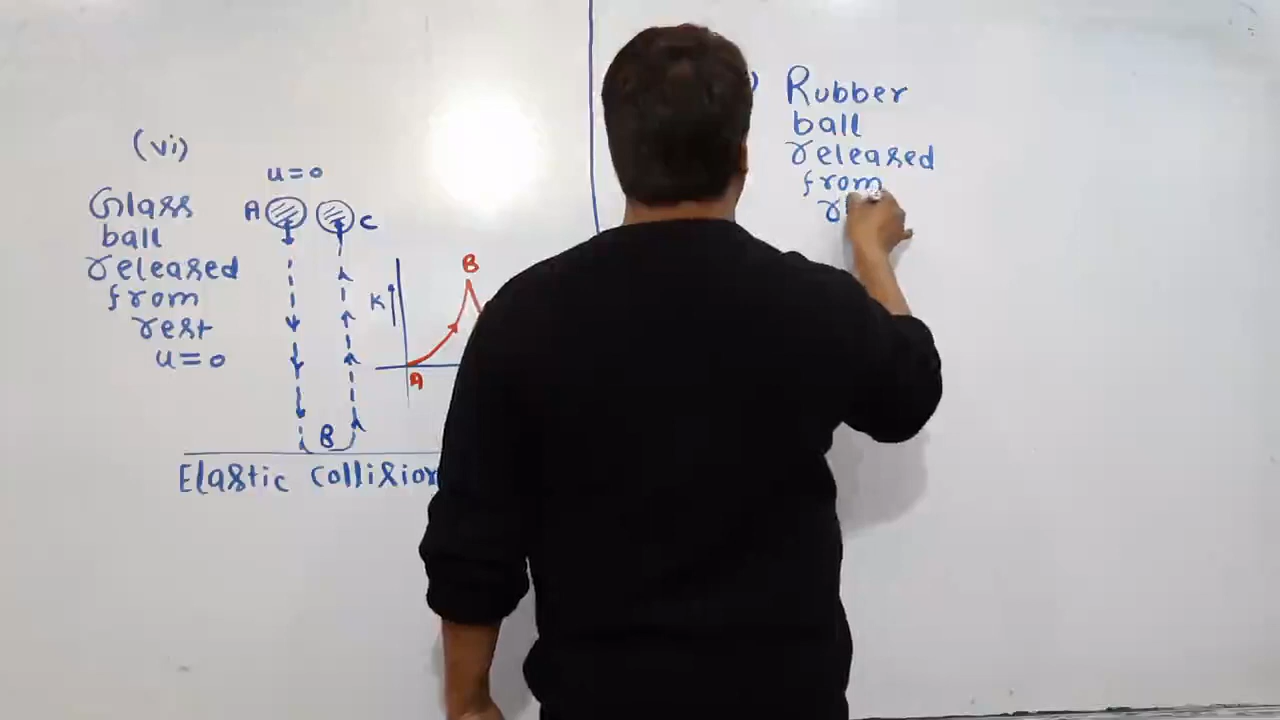 (vi)
Glass
ball
released
from
rest
u=0
u=0
A
C
B
K
B
A
Elastic Collision
Rubber
ball
released
from